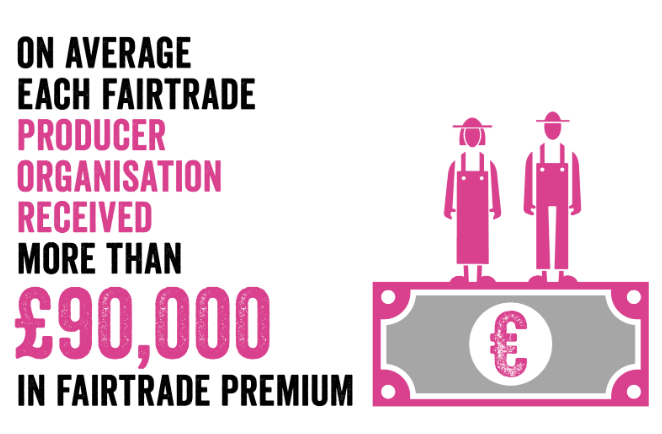 ON AVERAGE
EACH FAIRTRADE
PRODUCER
ORGANISATION
RECEIVED
MORE THAN
£90,000
IN FAIRTRADE PREMIUM
€